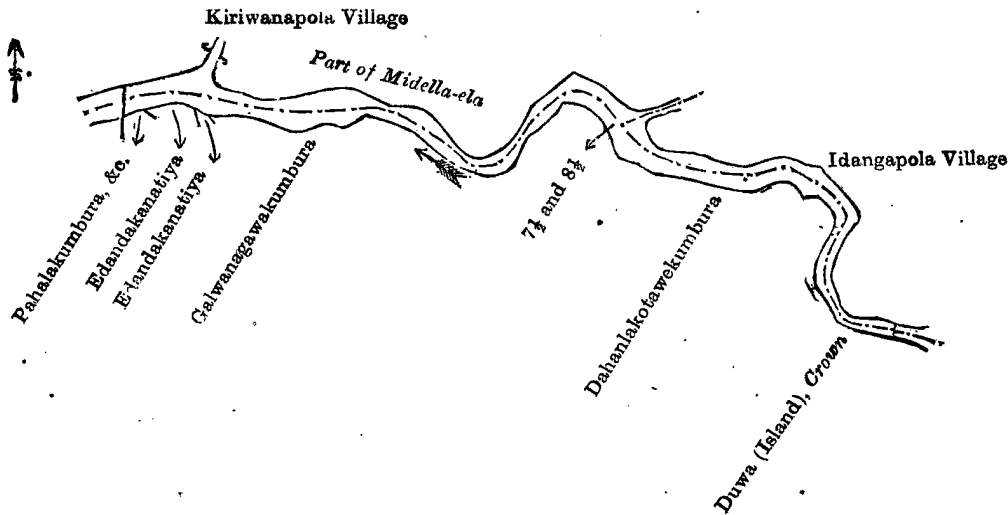 Kiriwanapola Village
N.
Part of Midella-ela
Idangapola Village
Pahalakumbura, &c.
Edandakanatiya
Edandakanatiya
Galwanagawakumbura
7½ and 8½
Dahanlakotawekumbura
Duwa (Island), Crown